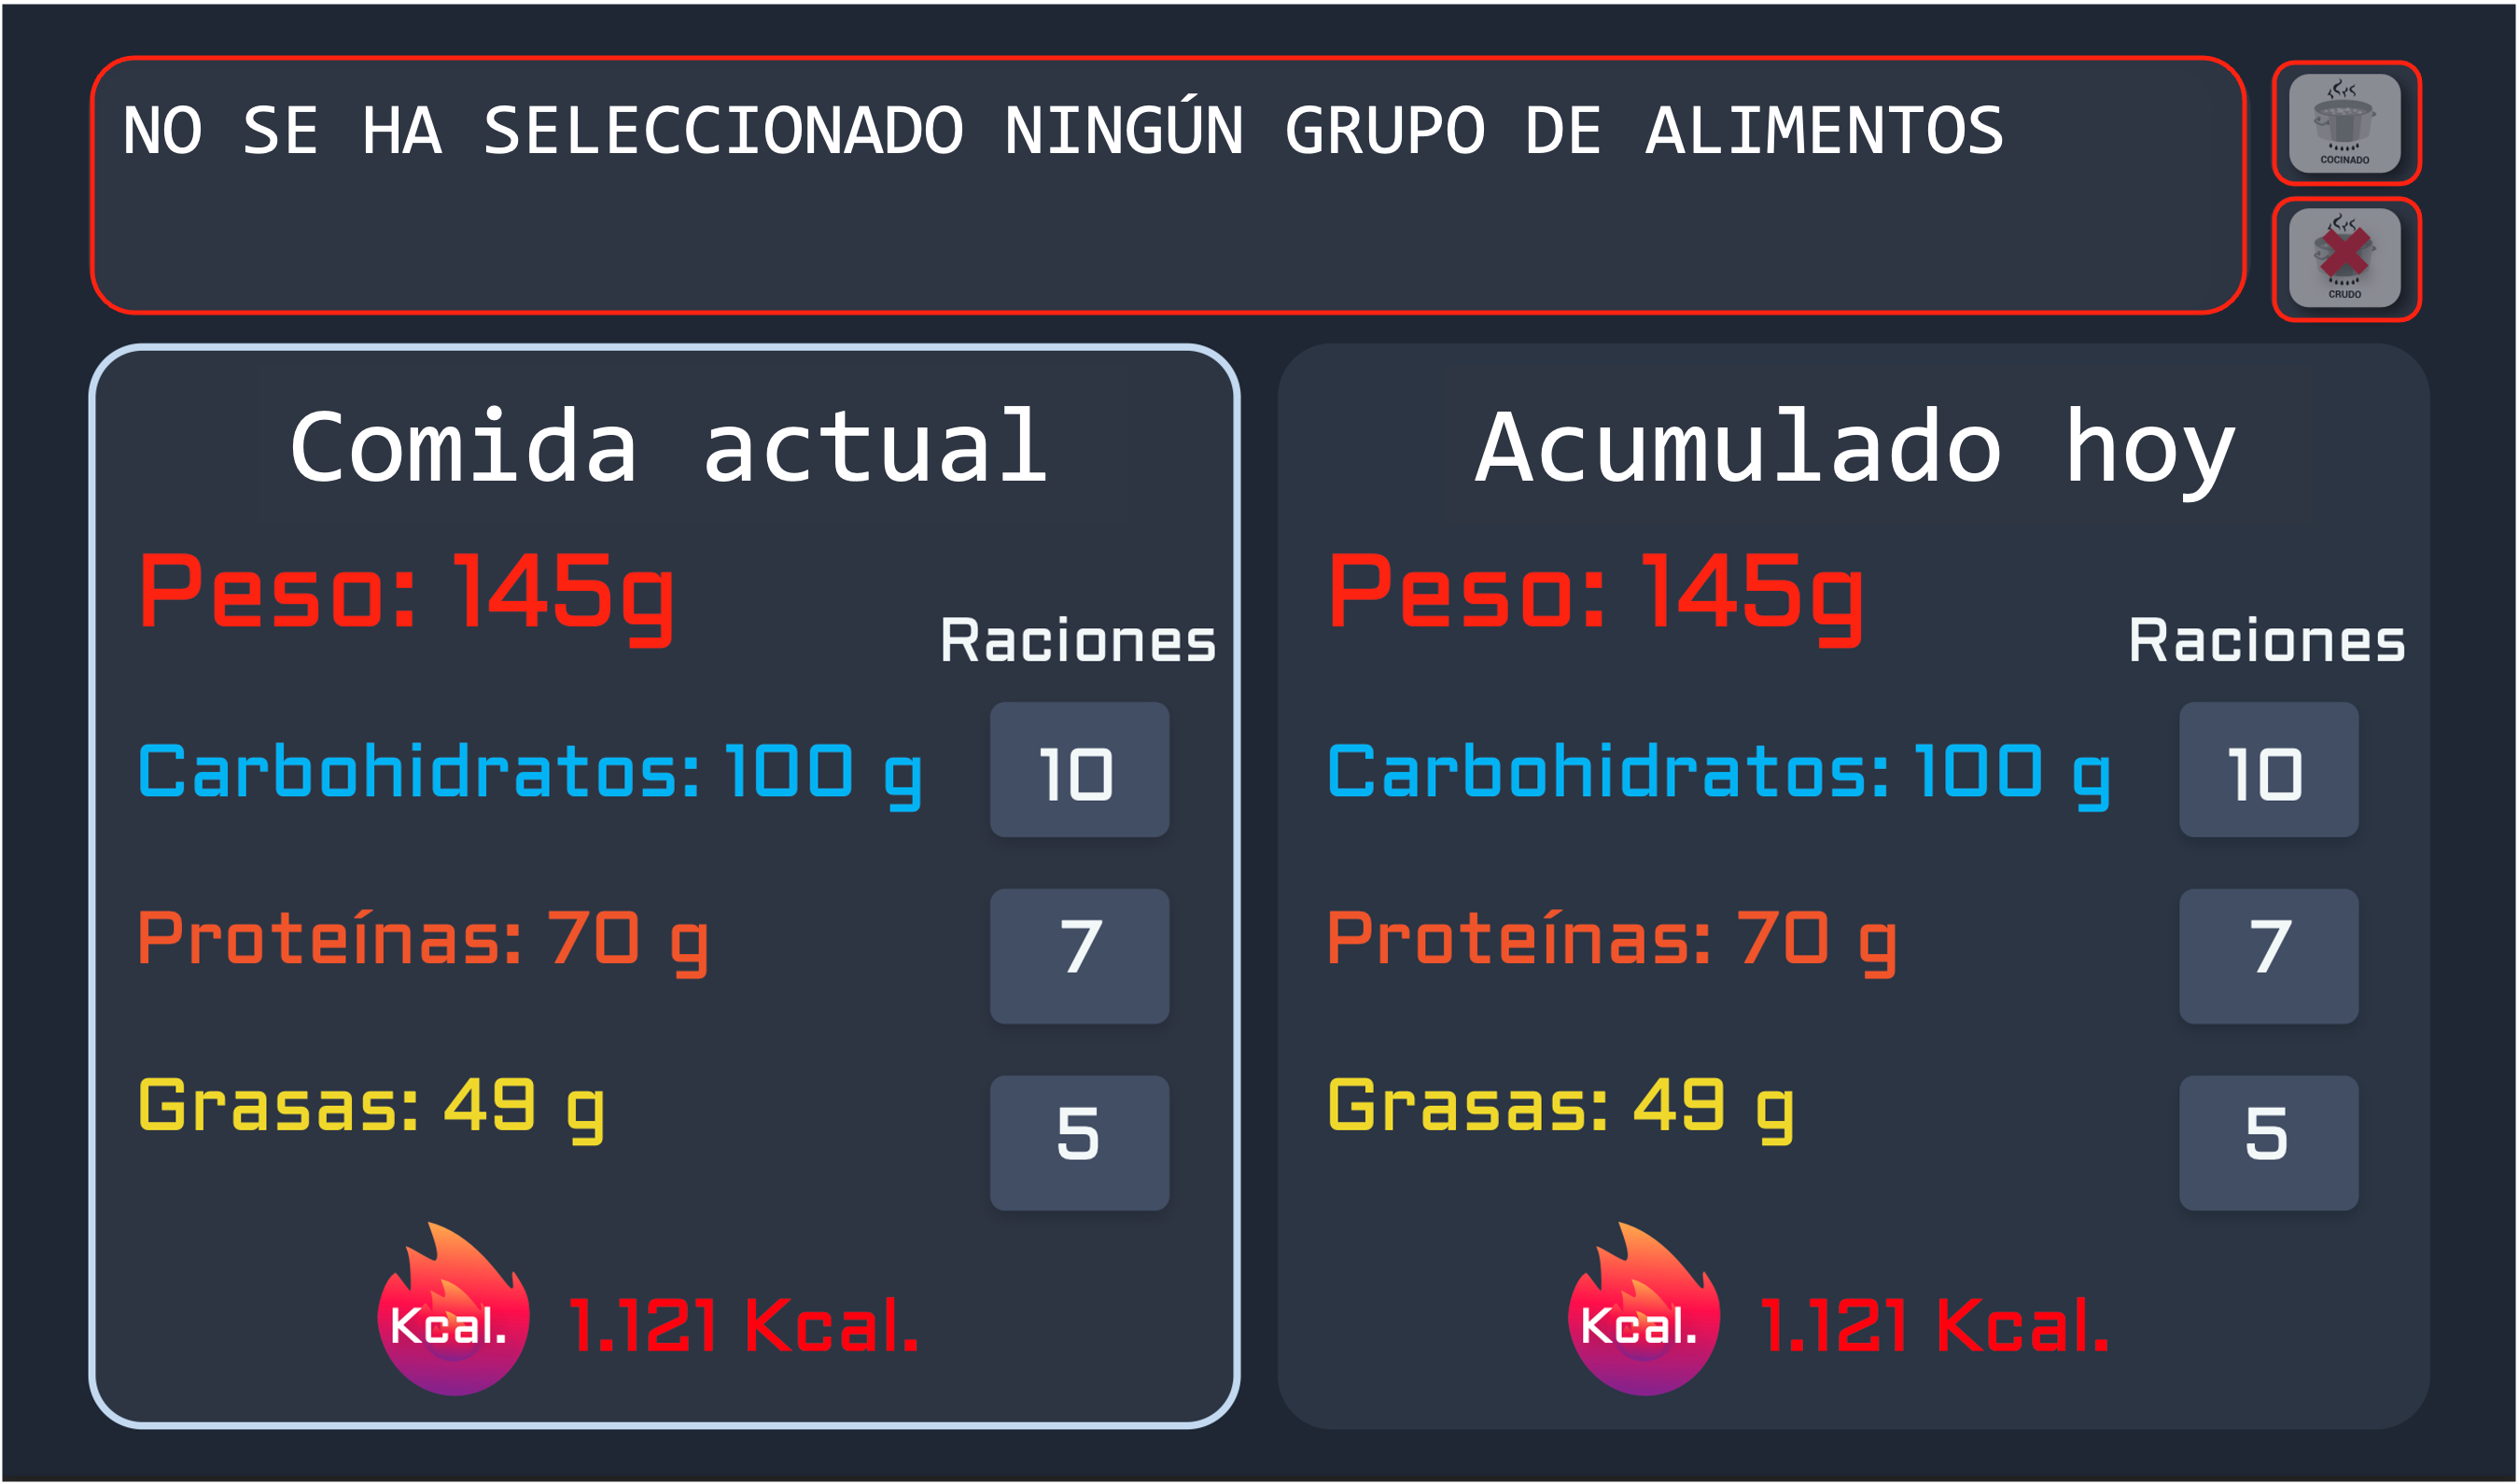 NO SE HA SELECCIONADO NINGÚN GRUPO DE ALIMENTOS
COCINADO
CRUDO
Comida actual
Peso: 145g
Raciones
Carbohidratos: 100 g
10
Proteínas: 70 g
7
Grasas: 49 g
5
Kcal.
1.121 Kcal.
Acumulado hoy
Peso: 145g
Raciones
Carbohidratos: 100 g
10
Proteínas: 70 g
7
Grasas: 49 g
5
Kcal.
1.121 Kcal.